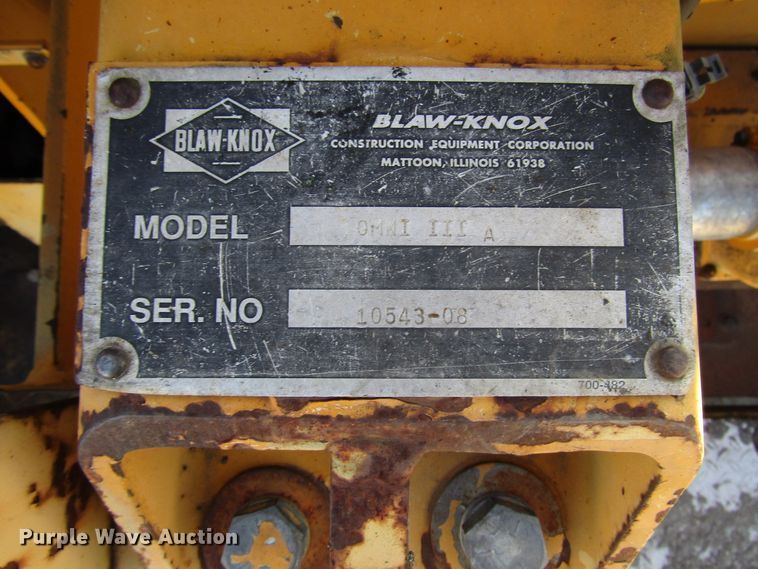 BLAW-KNOX
BLAW-KNOX
CONSTRUCTION EQUIPMENT CORPORATION
MATTOON, ILLINOIS 61938
MODEL OMNI III A
SER. NO 10543-08
700-482
Purple Wave Auction